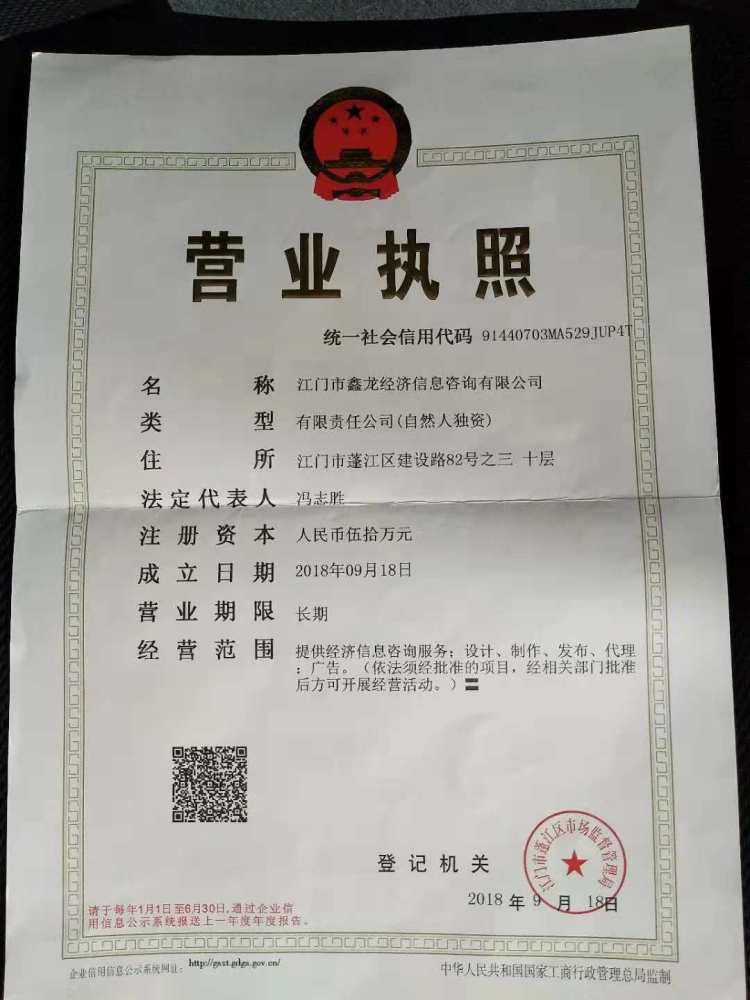 营业执照
统一社会信用代码 91440703MA529JUP4T
名称 江门市鑫龙经济信息咨询有限公司
类型 有限责任公司(自然人独资)
住所 江门市蓬江区建设路82号之三 十层
法定代表人 冯志胜
注册资本 人民币伍拾万元
成立日期 2018年09月18日
营业期限 长期
经营范围 提供经济信息咨询服务；设计、制作、发布、代理
：广告。（依法须经批准的项目，经相关部门批准
后方可开展经营活动。）〓
登记机关
江门市蓬江区市场监督管理局
2018 年 9 月 18日
请于每年1月1日至6月30日,通过企业信
用信息公示系统报送上一年度年度报告。
企业信用信息公示系统网址： http://gsxt.gdgs.gov.cn/
中华人民共和国国家工商行政管理总局监制